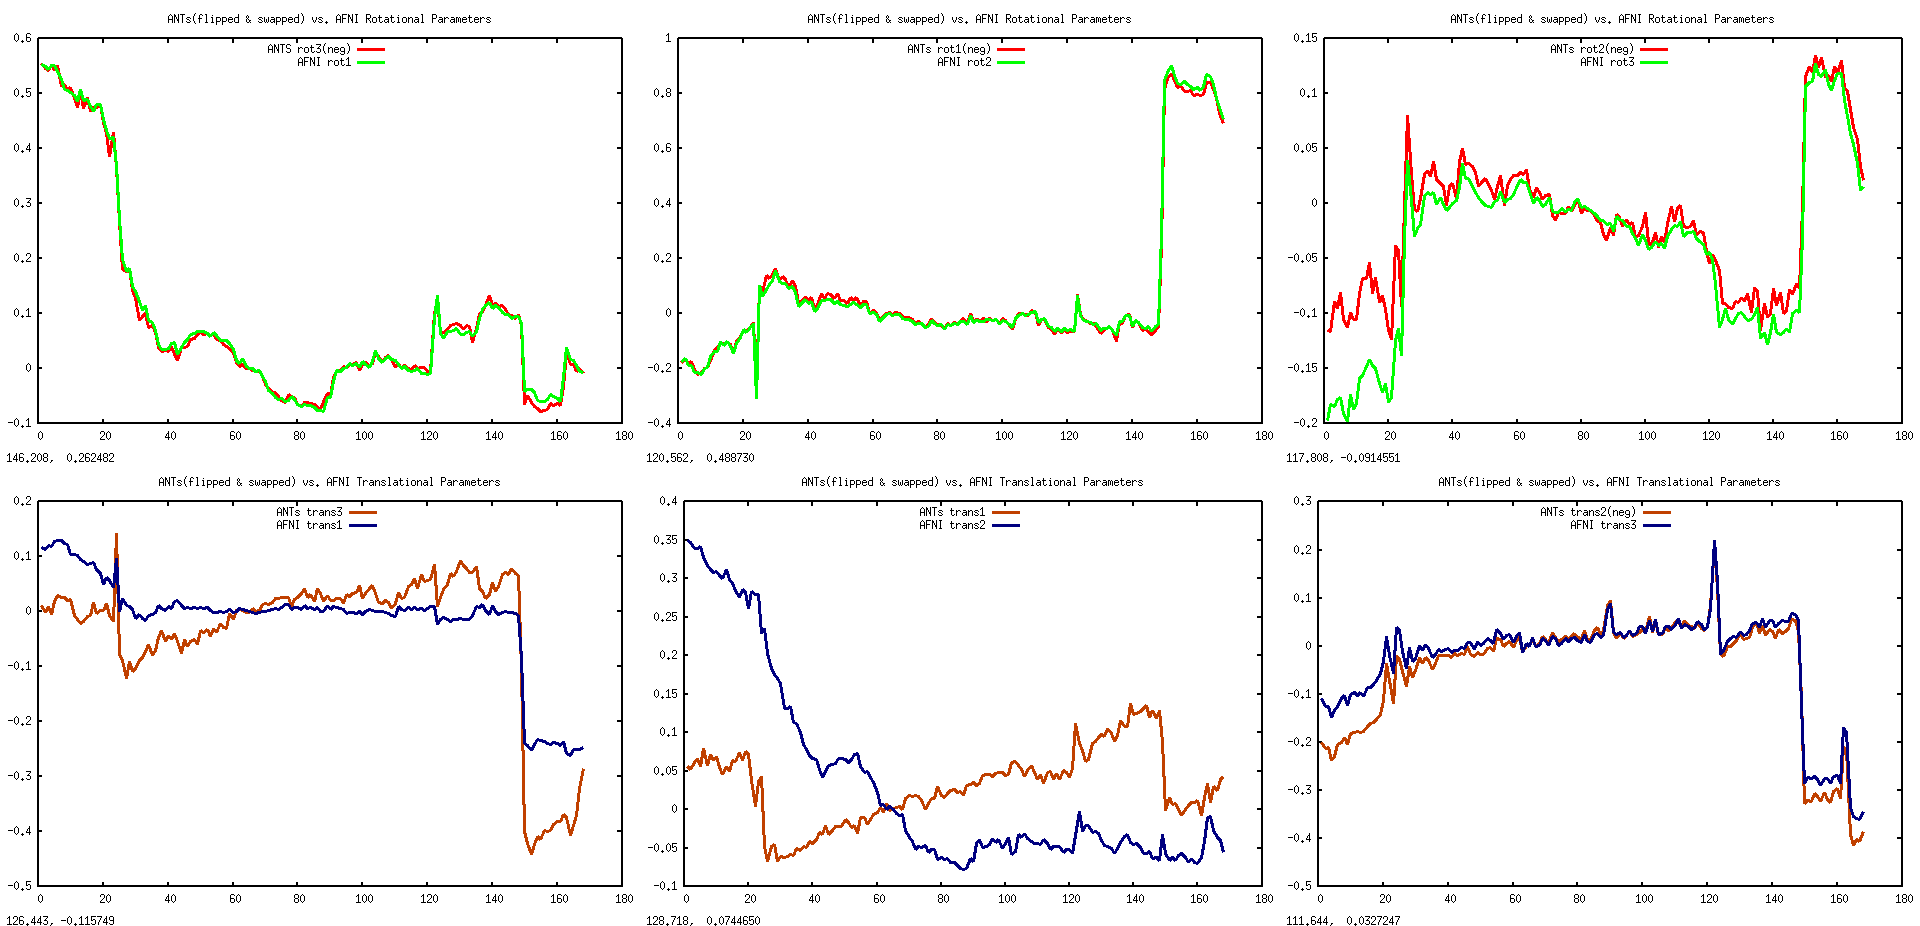 ANTs(flipped & swapped) vs. AFNI Rotational Parameters
ANTS rot3(neg)
AFNI rot1
0.6
0.5
0.4
0.3
0.2
0.1
0
-0.1
0 20 40 60 80 100 120 140 160 180
146.208, 0.262482
ANTs(flipped & swapped) vs. AFNI Rotational Parameters
ANTs rot1(neg)
AFNI rot2
1
0.8
0.6
0.4
0.2
0
-0.2
-0.4
0 20 40 60 80 100 120 140 160 180
120.562, 0.488730
ANTs(flipped & swapped) vs. AFNI Rotational Parameters
ANTs rot2(neg)
AFNI rot3
0.15
0.1
0.05
0
-0.05
-0.1
-0.15
-0.2
0 20 40 60 80 100 120 140 160 180
117.808, -0.0914551
ANTs(flipped & swapped) vs. AFNI Translational Parameters
ANTs trans3
AFNI trans1
0.2
0.1
0
-0.1
-0.2
-0.3
-0.4
-0.5
0 20 40 60 80 100 120 140 160 180
126.443, -0.115749
ANTs(flipped & swapped) vs. AFNI Translational Parameters
ANTs trans1
AFNI trans2
0.4
0.35
0.3
0.25
0.2
0.15
0.1
0.05
0
-0.05
-0.1
0 20 40 60 80 100 120 140 160 180
128.718, 0.0744650
ANTs(flipped & swapped) vs. AFNI Translational Parameters
ANTs trans2(neg)
AFNI trans3
0.3
0.2
0.1
0
-0.1
-0.2
-0.3
-0.4
-0.5
0 20 40 60 80 100 120 140 160 180
111.644, 0.0327247